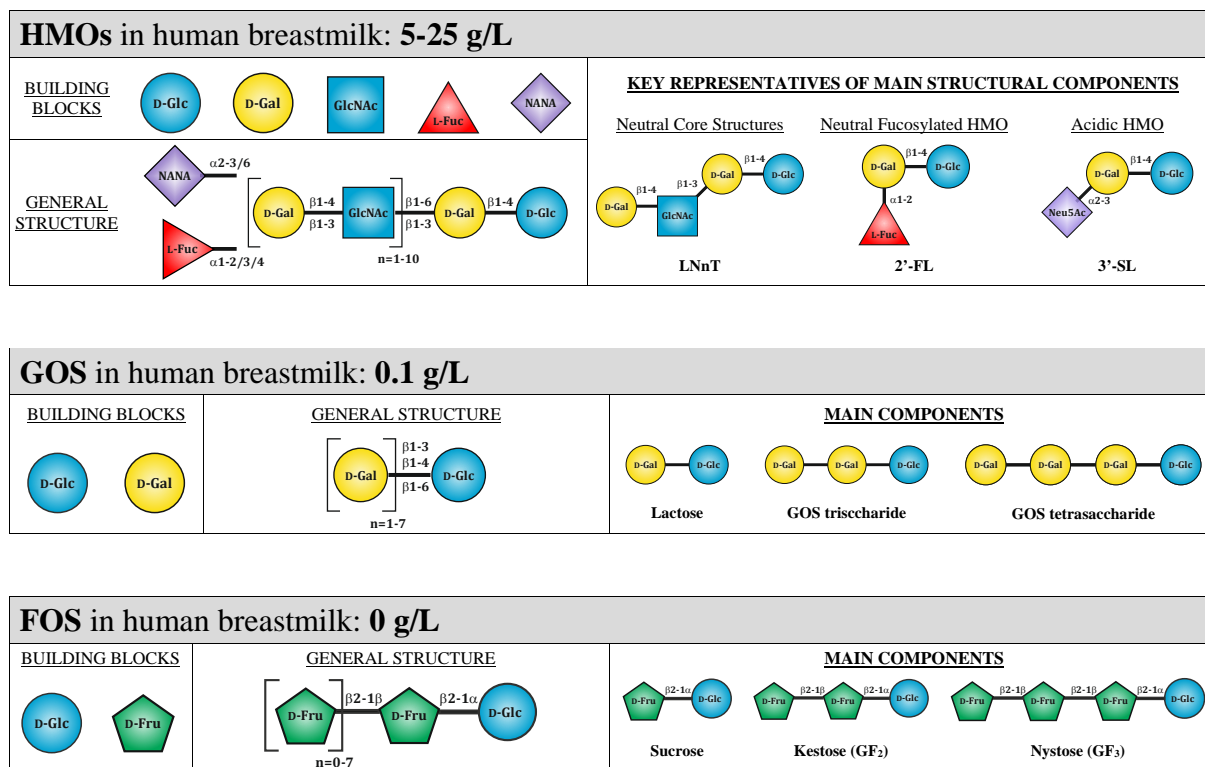 HMOs in human breastmilk: 5-25 g/L
BUILDING
BLOCKS
D-Glc
D-Gal
GlcNAc
L-Fuc
NANA
GENERAL
STRUCTURE
NANA
α2-3/6
L-Fuc
α1-2/3/4
D-Gal
β1-4
β1-3
GlcNAc
β1-6
β1-3
D-Gal
β1-4
D-Glc
n=1-10
KEY REPRESENTATIVES OF MAIN STRUCTURAL COMPONENTS
Neutral Core Structures
D-Gal
β1-4
GlcNAc
β1-3
D-Gal
β1-4
D-Glc
LNnT
Neutral Fucosylated HMO
D-Gal
β1-4
D-Glc
α1-2
L-Fuc
2’-FL
Acidic HMO
D-Gal
β1-4
D-Glc
α2-3
Neu5Ac
3’-SL
GOS in human breastmilk: 0.1 g/L
BUILDING BLOCKS
D-Glc
D-Gal
GENERAL STRUCTURE
D-Gal
β1-3
β1-4
β1-6
D-Glc
n=1-7
MAIN COMPONENTS
D-Gal
D-Glc
Lactose
D-Gal
D-Gal
D-Glc
GOS trisccharide
D-Gal
D-Gal
D-Gal
D-Glc
GOS tetrasaccharide
FOS in human breastmilk: 0 g/L
BUILDING BLOCKS
D-Glc
D-Fru
GENERAL STRUCTURE
D-Fru
β2-1β
D-Fru
β2-1α
D-Glc
n=0-7
MAIN COMPONENTS
D-Fru
β2-1α
D-Glc
Sucrose
D-Fru
β2-1β
D-Fru
β2-1α
D-Glc
Kestose (GF₂)
D-Fru
β2-1β
D-Fru
β2-1β
D-Fru
β2-1α
D-Glc
Nystose (GF₃)